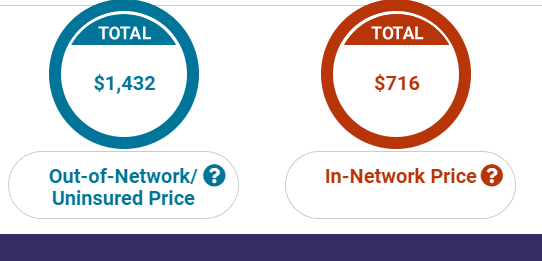 TOTAL
$1,432
Out-of-Network/
Uninsured Price
TOTAL
$716
In-Network Price